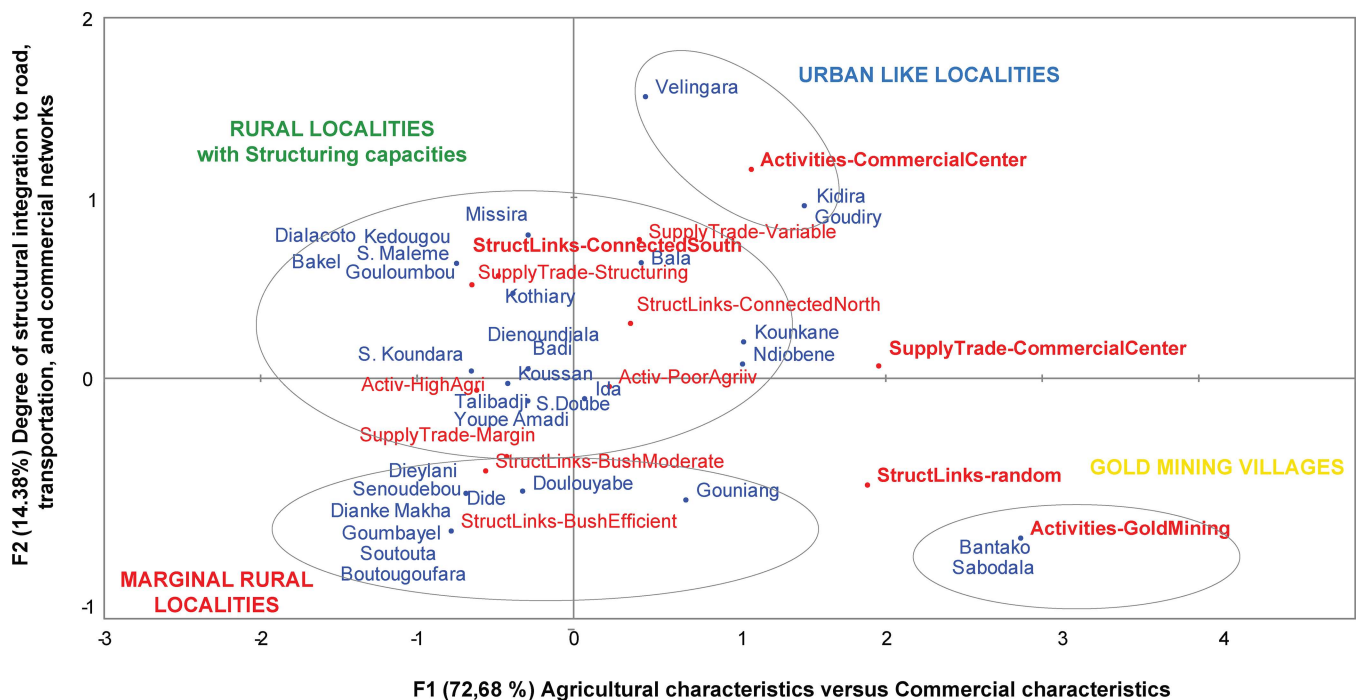 F2 (14.38%) Degree of structural integration to road,
transportation, and commercial networks
2
1
0
-1
URBAN LIKE LOCALITIES
Velingara
RURAL LOCALITIES
with Structuring capacities
Activities-CommercialCenter
Kidira
Goudiry
Missira
SupplyTrade-Variable
Dialacoto Kedougou
StructLinks-ConnectedSouth
S. Maleme
Bala
Bakel
Gouloumbou
SupplyTrade-Structuring
Kothiary
StructLinks-ConnectedNorth
Dienoundiala
Kounkane
Badi
SupplyTrade-CommercialCenter
S. Koundara
Ndiobene
Koussan
Activ-PoorAgriiv
Activ-HighAgri
Ida
Talibadji
S.Doube
Youpe Amadi
SupplyTrade-Margin
StructLinks-BushModerate
Dieylani
GOLD MINING VILLAGES
StructLinks-random
Doulouyabe
Gouniang
Senoudebou
Dide
Dianke Makha
StructLinks-BushEfficient
Goumbayel
Activities-GoldMining
Soutouta
Bantako
Boutougoufara
Sabodala
MARGINAL RURAL
LOCALITIES
-3 -2 -1 0 1 2 3 4
F1 (72,68 %) Agricultural characteristics versus Commercial characteristics